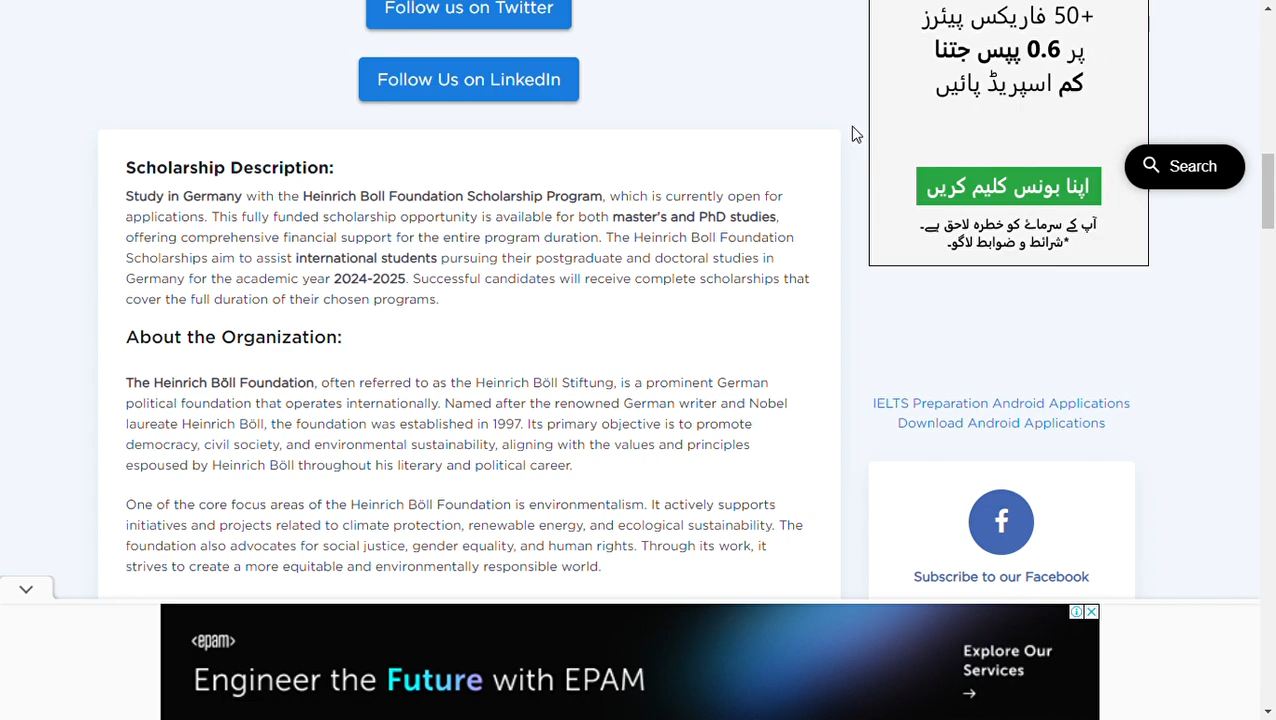 Follow us on Twitter
Follow Us on LinkedIn
Scholarship Description:
Study in Germany with the Heinrich Boll Foundation Scholarship Program, which is currently open for
applications. This fully funded scholarship opportunity is available for both master's and PhD studies,
offering comprehensive financial support for the entire program duration. The Heinrich Boll Foundation
Scholarships aim to assist international students pursuing their postgraduate and doctoral studies in
Germany for the academic year 2024-2025. Successful candidates will receive complete scholarships that
cover the full duration of their chosen programs.
About the Organization:
The Heinrich Böll Foundation, often referred to as the Heinrich Böll Stiftung, is a prominent German
political foundation that operates internationally. Named after the renowned German writer and Nobel
laureate Heinrich Böll, the foundation was established in 1997. Its primary objective is to promote
democracy, civil society, and environmental sustainability, aligning with the values and principles
espoused by Heinrich Böll throughout his literary and political career.
One of the core focus areas of the Heinrich Böll Foundation is environmentalism. It actively supports
initiatives and projects related to climate protection, renewable energy, and ecological sustainability. The
foundation also advocates for social justice, gender equality, and human rights. Through its work, it
strives to create a more equitable and environmentally responsible world.
50+ فاریکس پیئرز
پر 0.6 پپس جتنا
کم اسپریڈ پائیں
اپنا بونس کلیم کریں
آپ کے سرمائے کو خطرہ لاحق ہے۔
*شرائط و ضوابط لاگو۔
Search
IELTS Preparation Android Applications
Download Android Applications
f
Subscribe to our Facebook
<epam>
Engineer the Future with EPAM
Explore Our
Services